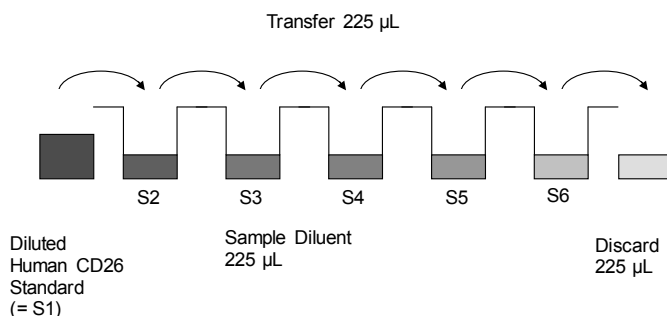 Transfer 225 µL
S2 S3 S4 S5 S6
Diluted
Human CD26
Standard
(= S1)
Sample Diluent
225 µL
Discard
225 µL